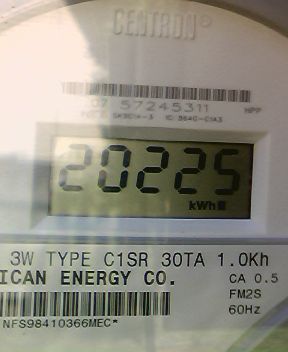 CENTRON®
07 57245311 HPP
20225
kWh
3W TYPE C1SR 30TA 1.0Kh
ICAN ENERGY CO. CA 0.5
FM2S
NFS98410366MEC* 60Hz